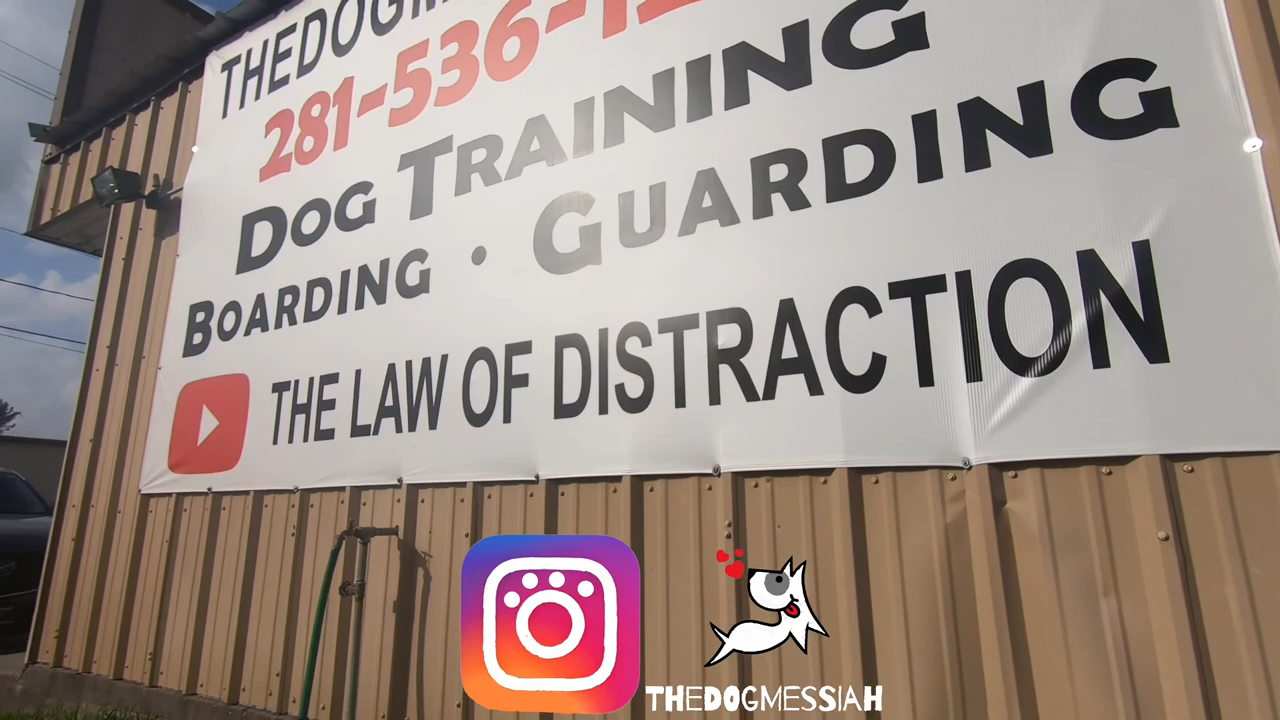 281-536-
DOG TRAINING
BOARDING • GUARDING
THE LAW OF DISTRACTION
THEDOGMESSIAH